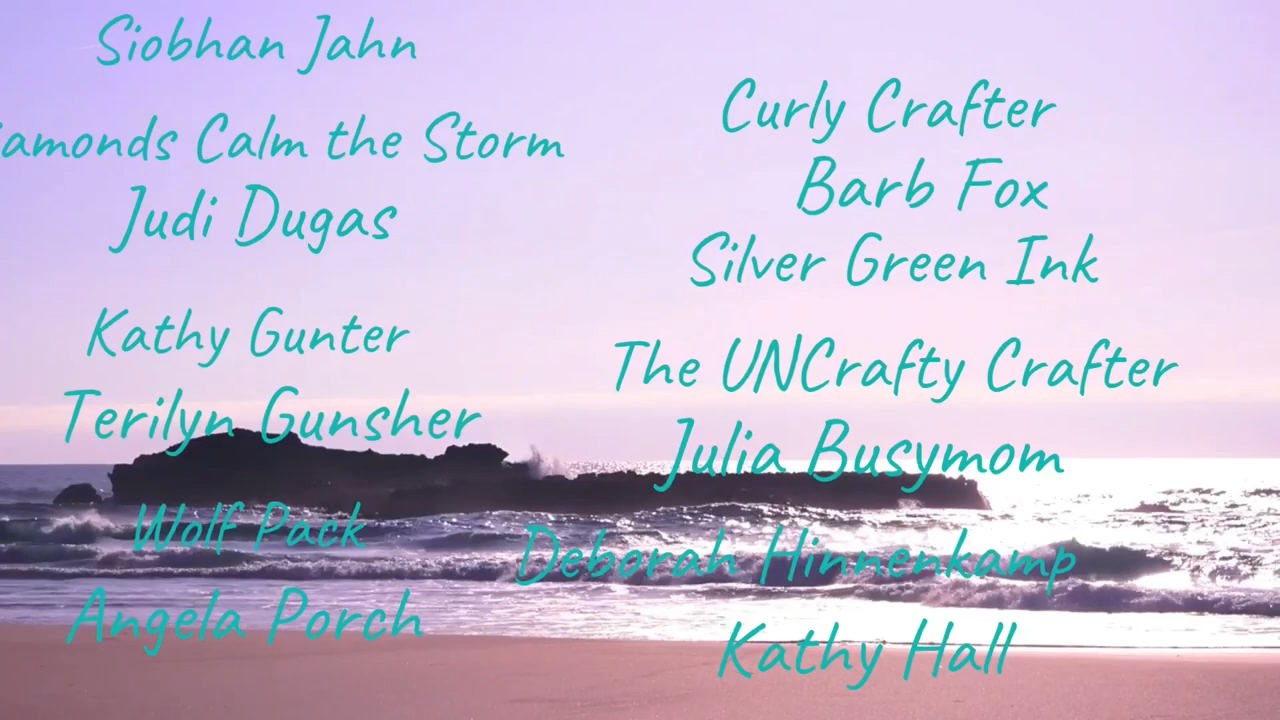 Siobhan Jahn
amonds Calm the Storm
Judi Dugas
Kathy Gunter
Terilyn Gunsher
Wolf Pack
Angela Porch
Curly Crafter
Barb Fox
Silver Green Ink
The UNCrafty Crafter
Julia Busymom
Deborah Hinnenkamp
Kathy Hall